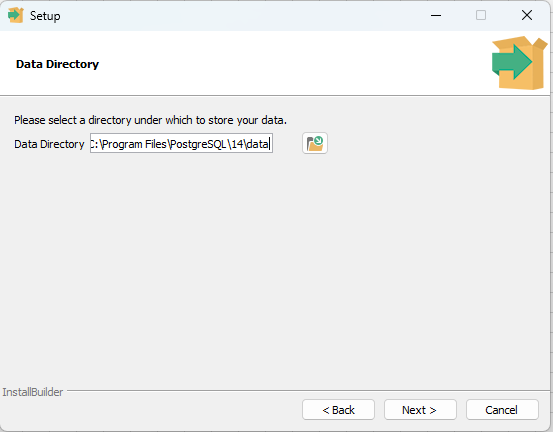 Setup
Data Directory
Please select a directory under which to store your data.
Data Directory C:\Program Files\PostgreSQL\14\data
InstallBuilder
< Back Next > Cancel